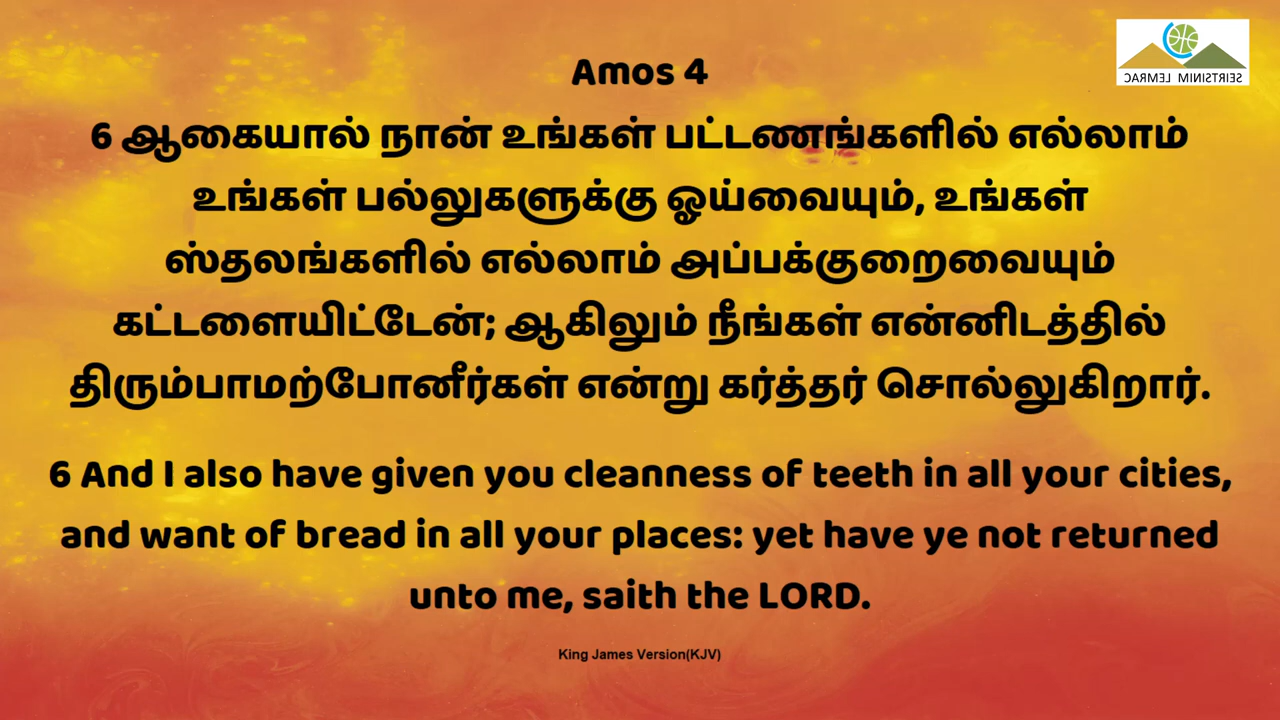 CARMEL MINISTRIES
Amos 4
6 ஆகையால் நான் உங்கள் பட்டணங்களில் எல்லாம்
உங்கள் பல்லுகளுக்கு ஓய்வையும், உங்கள்
ஸ்தலங்களில் எல்லாம் அப்பக்குறைவையும்
கட்டளையிட்டேன்; ஆகிலும் நீங்கள் என்னிடத்தில்
திரும்பாமற்போனீர்கள் என்று கர்த்தர் சொல்லுகிறார்.
6 And I also have given you cleanness of teeth in all your cities,
and want of bread in all your places: yet have ye not returned
unto me, saith the LORD.
King James Version(KJV)